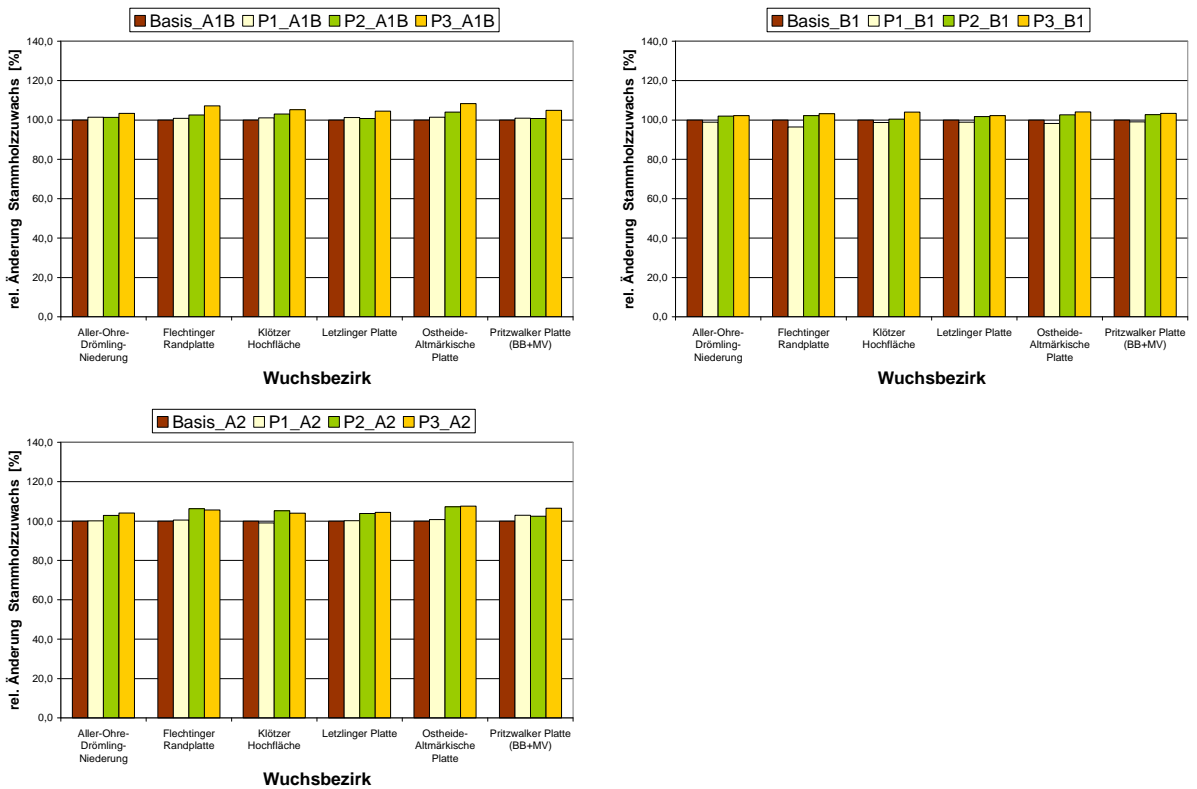 Basis_A1B P1_A1B P2_A1B P3_A1B
rel. Änderung Stammholzzuwachs [%]
140,0
120,0
100,0
80,0
60,0
40,0
20,0
0,0
Aller-Ohre- Flechtinger Klötzer Letzlinger Platte Ostheide- Pritzwalker Platte
Drömling- Randplatte Hochfläche Altmärkische (BB+MV)
Niederung Platte
Wuchsbezirk
Basis_B1 P1_B1 P2_B1 P3_B1
rel. Änderung Stammholzzuwachs [%]
140,0
120,0
100,0
80,0
60,0
40,0
20,0
0,0
Aller-Ohre- Flechtinger Klötzer Letzlinger Platte Ostheide- Pritzwalker Platte
Drömling- Randplatte Hochfläche Altmärkische (BB+MV)
Niederung Platte
Wuchsbezirk
Basis_A2 P1_A2 P2_A2 P3_A2
rel. Änderung Stammholzzuwachs [%]
140,0
120,0
100,0
80,0
60,0
40,0
20,0
0,0
Aller-Ohre- Flechtinger Klötzer Letzlinger Platte Ostheide- Pritzwalker Platte
Drömling- Randplatte Hochfläche Altmärkische (BB+MV)
Niederung Platte
Wuchsbezirk